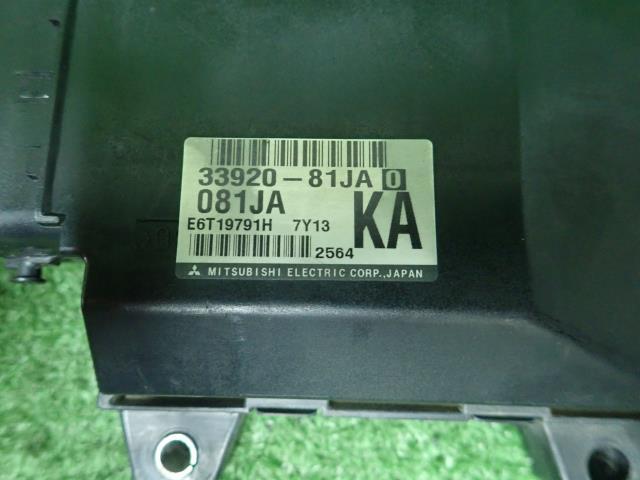 33920-81JA 0
081JA
KA
E6T19791H 7Y13
2564
MITSUBISHI ELECTRIC CORP., JAPAN